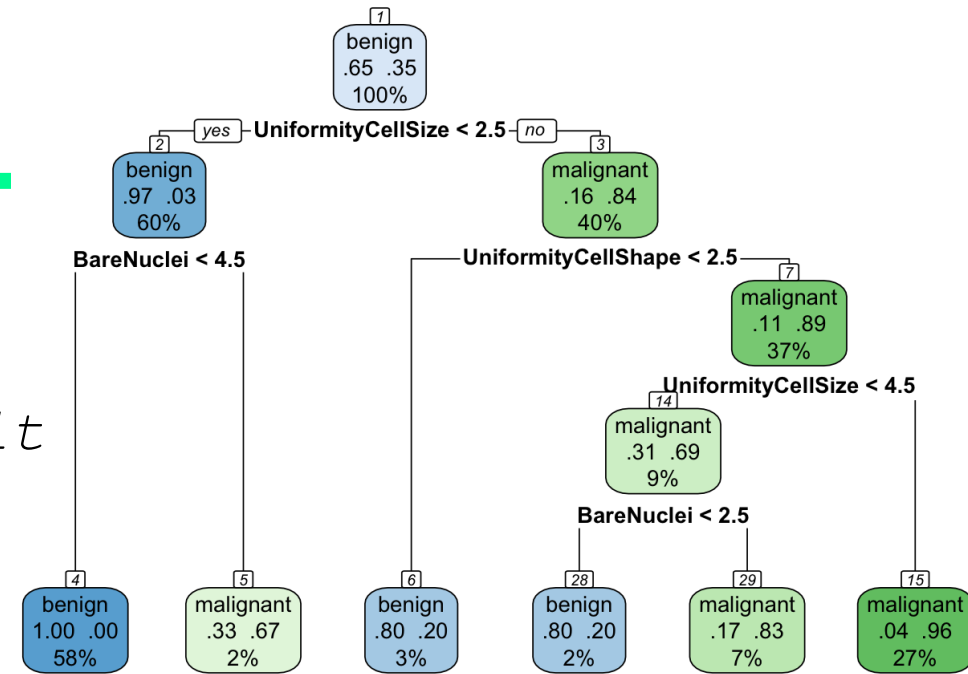 1
benign
.65 .35
100%
yes UniformityCellSize < 2.5 no
2
benign
.97 .03
60%
3
malignant
.16 .84
40%
BareNuclei < 4.5
UniformityCellShape < 2.5
7
malignant
.11 .89
37%
UniformityCellSize < 4.5
14
malignant
.31 .69
9%
BareNuclei < 2.5
4
benign
1.00 .00
58%
5
malignant
.33 .67
2%
6
benign
.80 .20
3%
28
benign
.80 .20
2%
29
malignant
.17 .83
7%
15
malignant
.04 .96
27%